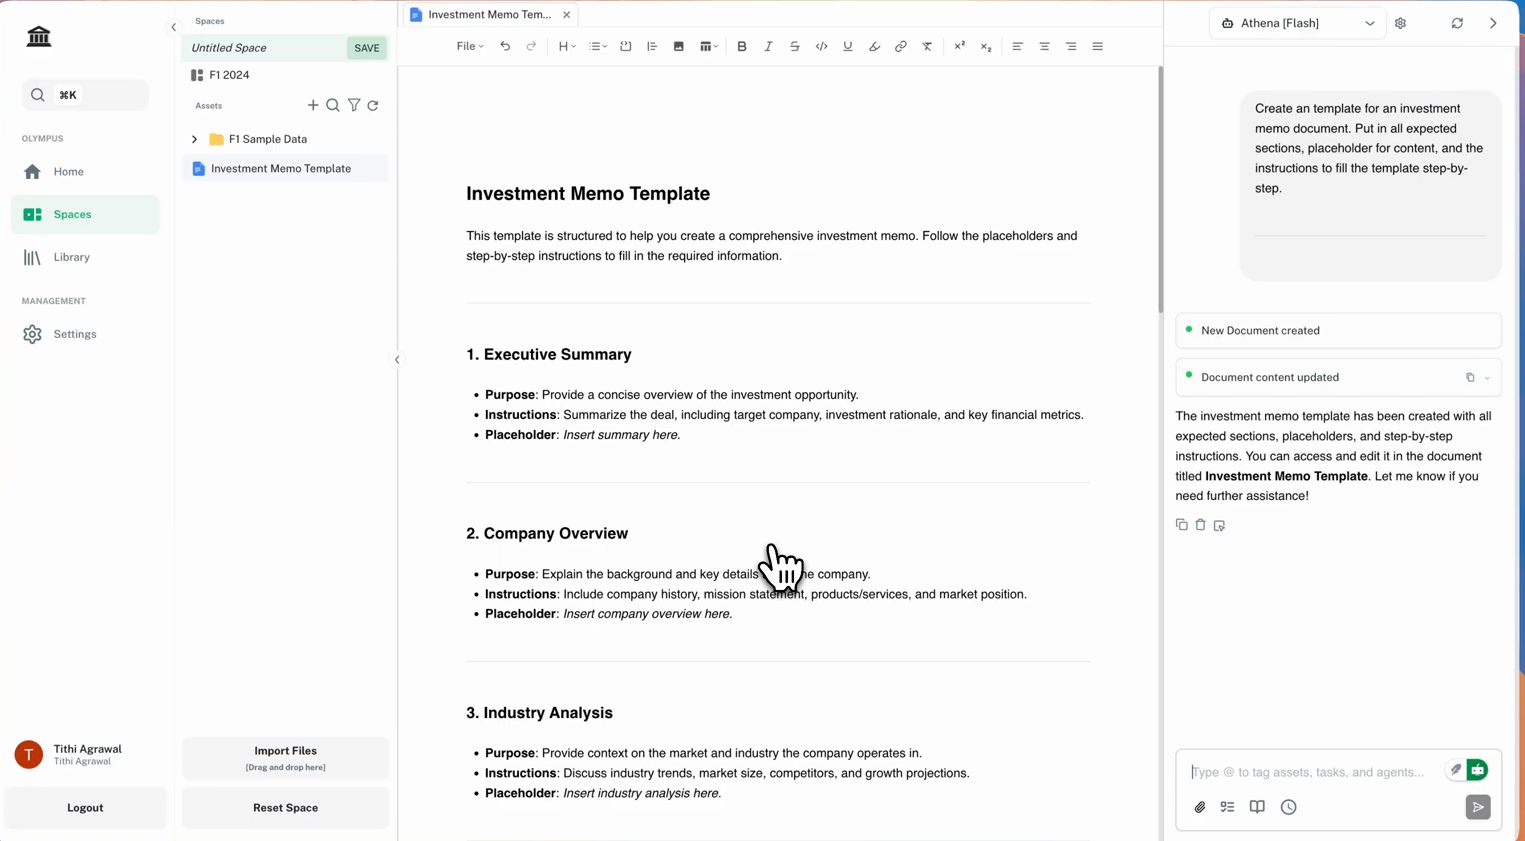 ⌘K
OLYMPUS
Home
Spaces
Library
MANAGEMENT
Settings
T
Tithi Agrawal
Tithi Agrawal
Logout
Spaces
Untitled Space
SAVE
F1 2024
Assets
F1 Sample Data
Investment Memo Template
Import Files
[Drag and drop here]
Reset Space
Investment Memo Tem...
File
H
B
I
S
U
x²
x₂
Investment Memo Template
This template is structured to help you create a comprehensive investment memo. Follow the placeholders and
step-by-step instructions to fill in the required information.
1. Executive Summary
• Purpose: Provide a concise overview of the investment opportunity.
• Instructions: Summarize the deal, including target company, investment rationale, and key financial metrics.
• Placeholder: Insert summary here.
2. Company Overview
• Purpose: Explain the background and key details he company.
• Instructions: Include company history, mission statement, products/services, and market position.
• Placeholder: Insert company overview here.
3. Industry Analysis
• Purpose: Provide context on the market and industry the company operates in.
• Instructions: Discuss industry trends, market size, competitors, and growth projections.
• Placeholder: Insert industry analysis here.
Athena [Flash]
Create an template for an investment
memo document. Put in all expected
sections, placeholder for content, and the
instructions to fill the template step-by-
step.
New Document created
Document content updated
The investment memo template has been created with all
expected sections, placeholders, and step-by-step
instructions. You can access and edit it in the document
titled Investment Memo Template. Let me know if you
need further assistance!
Type @ to tag assets, tasks, and agents...